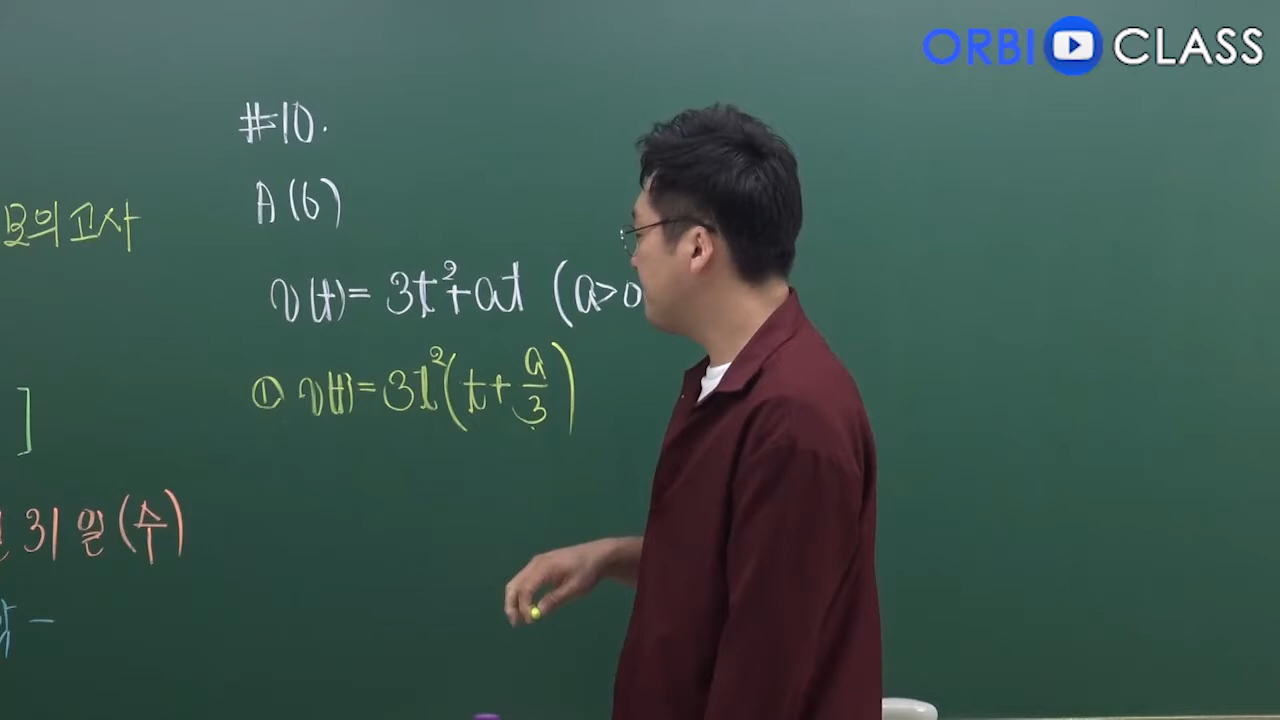 ORBI CLASS
#10.
A(6)
모의고사
v(t)= 3t²+at (a>0
① v(t)= 3t²(t+a/3)
]
31일(수)